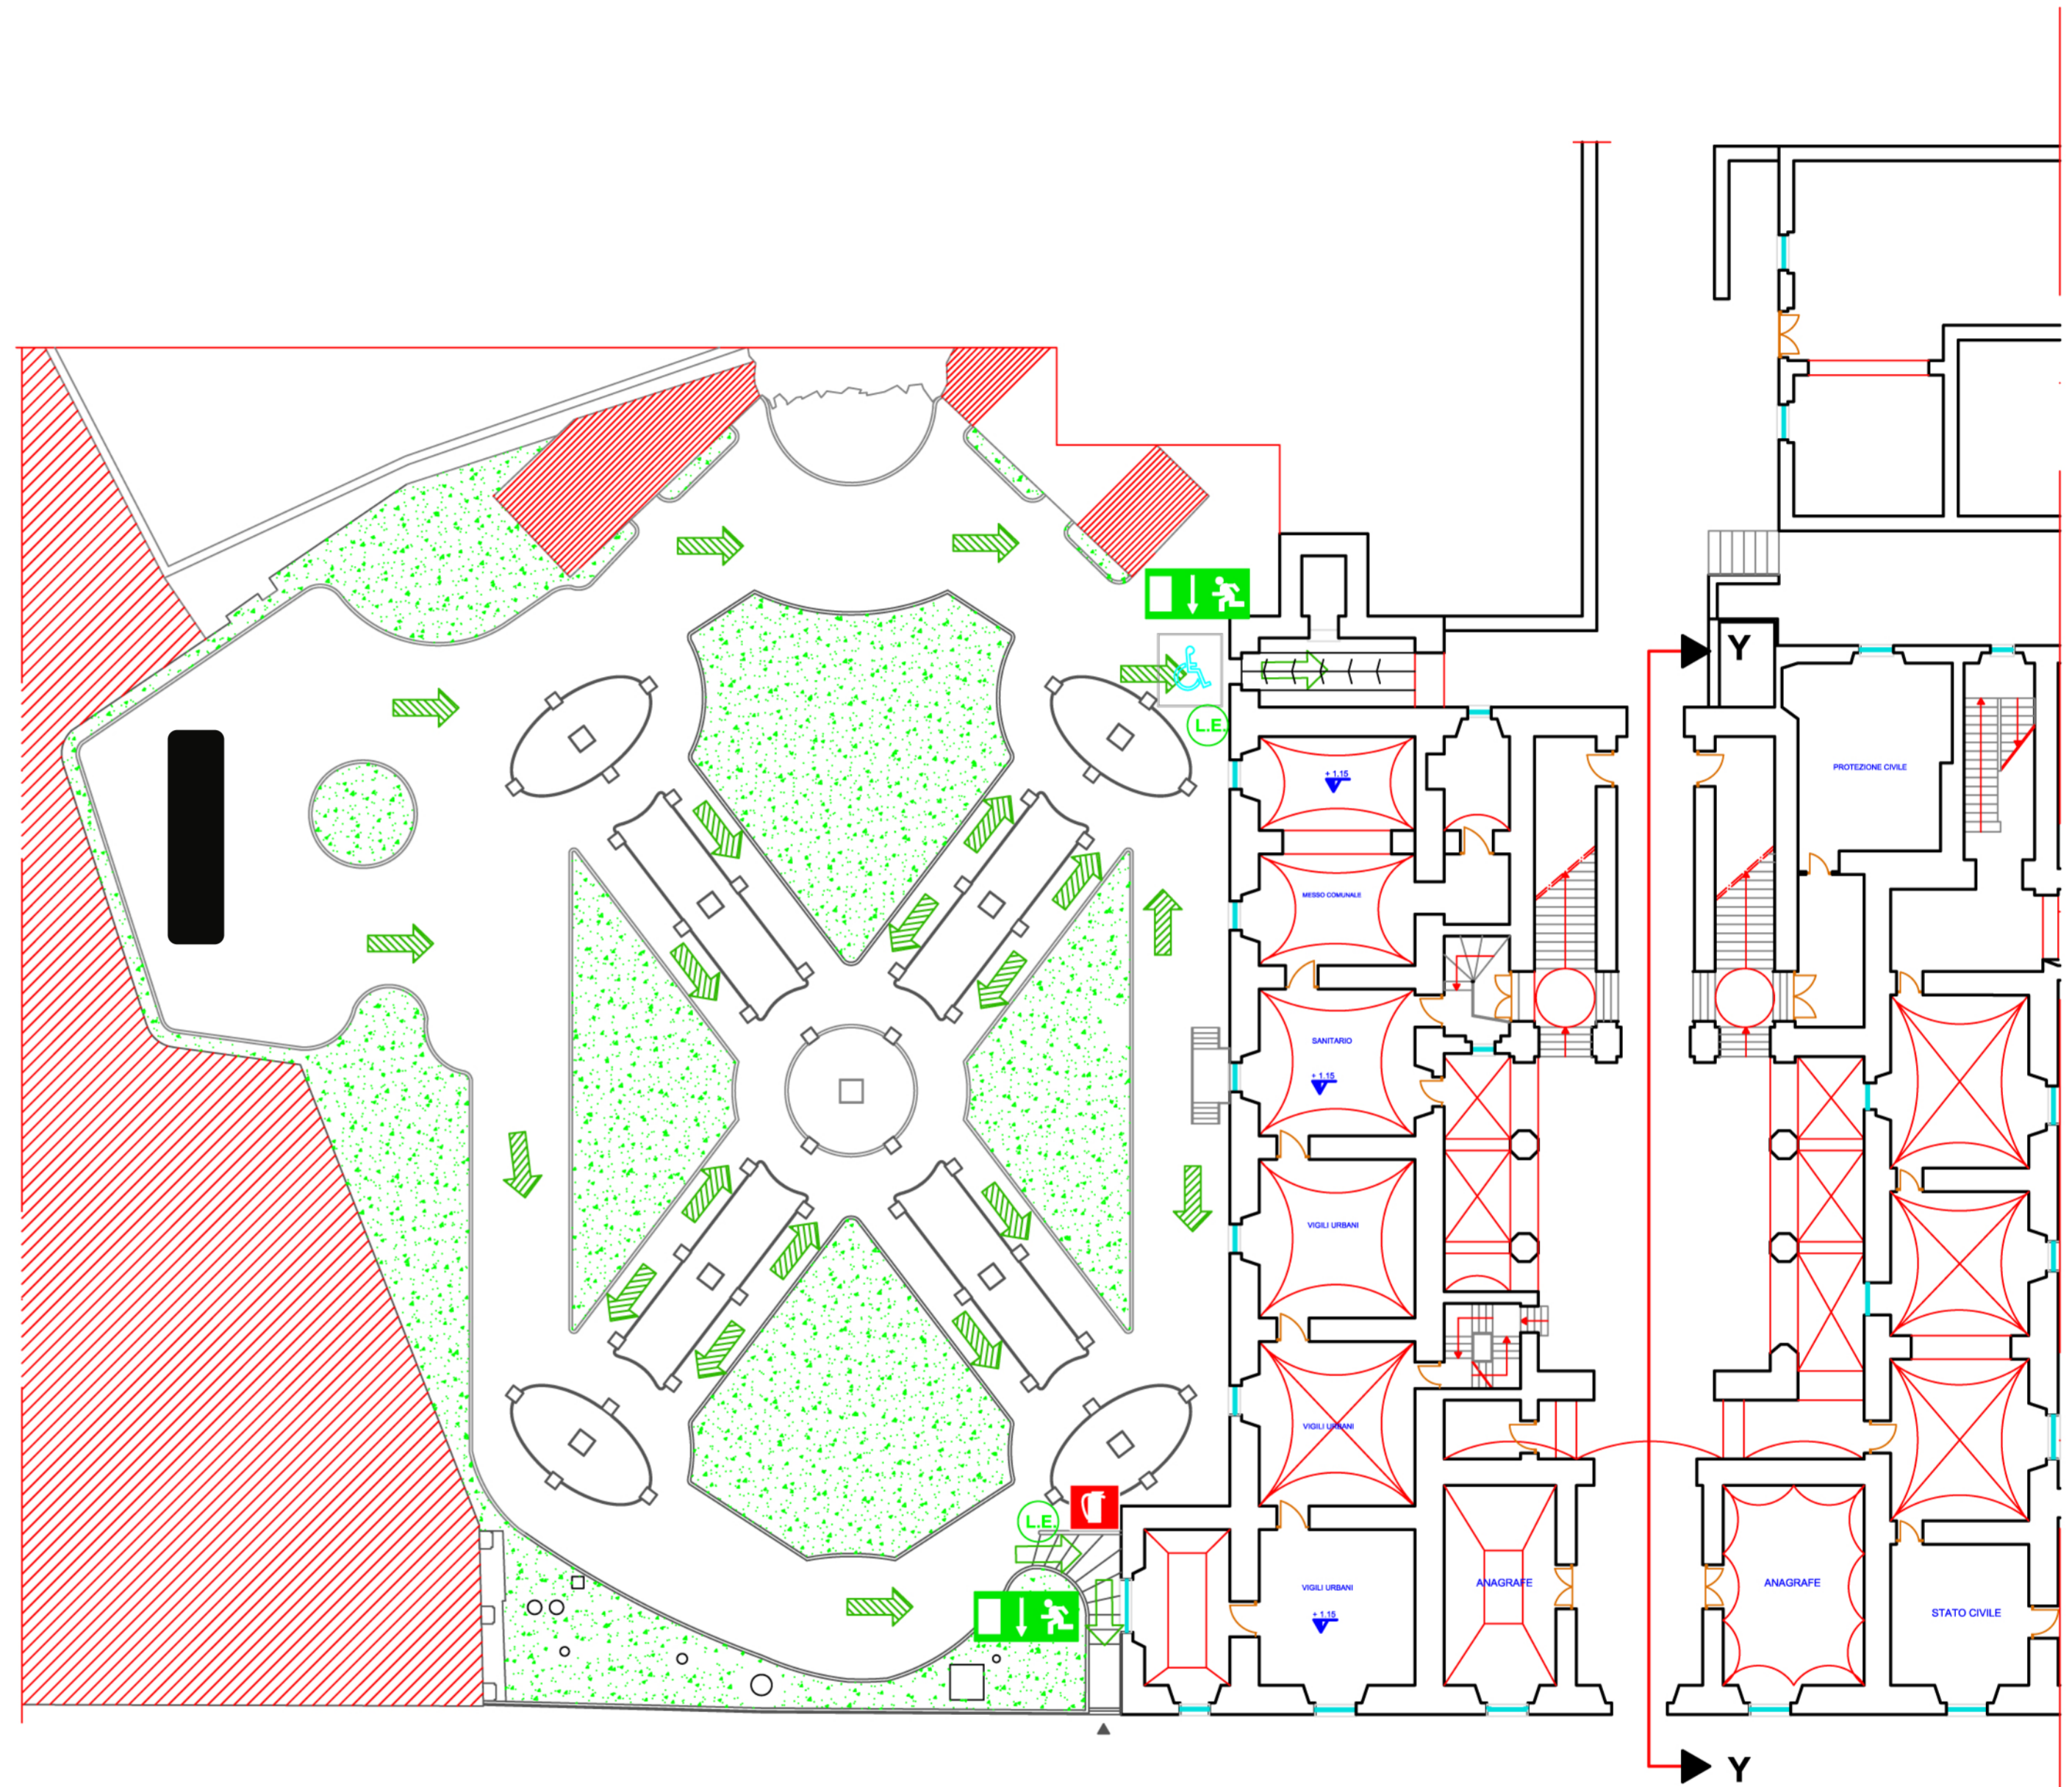 Y
L.E.
PROTEZIONE CIVILE
+ 1.15
MESSO COMUNALE
SANITARIO
+ 1.15
VIGILI URBANI
VIGILI URBANI
L.E.
VIGILI URBANI
+ 1.15
ANAGRAFE
ANAGRAFE
STATO CIVILE
Y